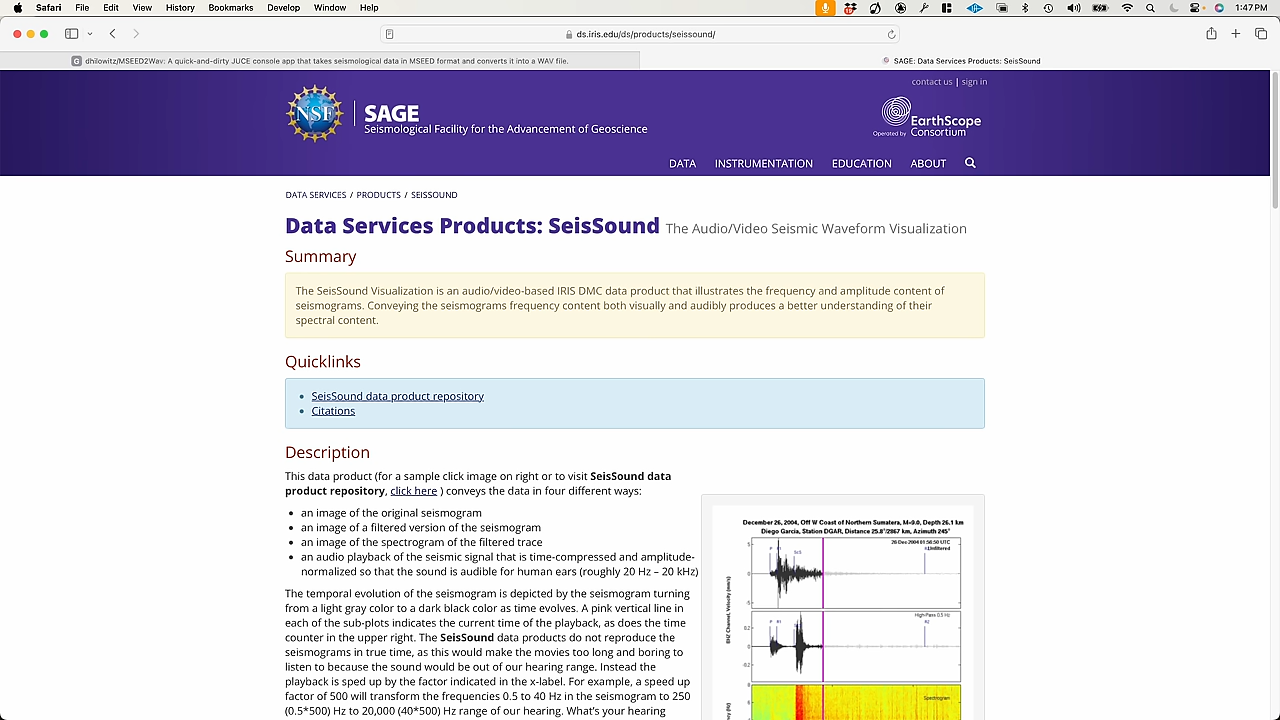 Safari File Edit View History Bookmarks Develop Window Help 1:47 PM
ds.iris.edu/ds/products/seissound/
dhilowitz/MSEED2Wav: A quick-and-dirty JUCE console app that takes seismological data in MSEED format and converts it into a WAV file.
SAGE: Data Services Products: SeisSound
contact us | sign in
NSF
SAGE
Seismological Facility for the Advancement of Geoscience
Operated by EarthScope Consortium
DATA INSTRUMENTATION EDUCATION ABOUT
DATA SERVICES / PRODUCTS / SEISSOUND
Data Services Products: SeisSound The Audio/Video Seismic Waveform Visualization
Summary
The SeisSound Visualization is an audio/video-based IRIS DMC data product that illustrates the frequency and amplitude content of
seismograms. Conveying the seismograms frequency content both visually and audibly produces a better understanding of their
spectral content.
Quicklinks
• SeisSound data product repository
• Citations
Description
This data product (for a sample click image on right or to visit SeisSound data
product repository, click here ) conveys the data in four different ways:
• an image of the original seismogram
• an image of a filtered version of the seismogram
• an image of the spectrogram of the filtered trace
• an audio playback of the seismic signal that is time-compressed and amplitude-
normalized so that the sound is audible for human ears (roughly 20 Hz – 20 kHz)
The temporal evolution of the seismogram is depicted by the seismogram turning
from a light gray color to a dark black color as time evolves. A pink vertical line in
each of the sub-plots indicates the current time of the playback, as does the time
counter in the upper right. The SeisSound data products do not reproduce the
seismograms in true time, as this would make the movies too long and boring to
listen to because the sound would be out of our hearing range. Instead the
playback is sped up by the factor indicated in the x-label. For example, a speed up
factor of 500 will transform the frequencies 0.5 to 40 Hz in the seismogram to 250
(0.5*500) Hz to 20,000 (40*500) Hz range of our hearing. What's your hearing
December 26, 2004, Off W Coast of Northern Sumatera, M=9.0, Depth 26.1 km
Diego Garcia, Station DGAR, Distance 25.8°/2867 km, Azimuth 245°
26-Dec-2004 01:56:50 UTC
Unfiltered
High-Pass 0.5 Hz
Spectrogram